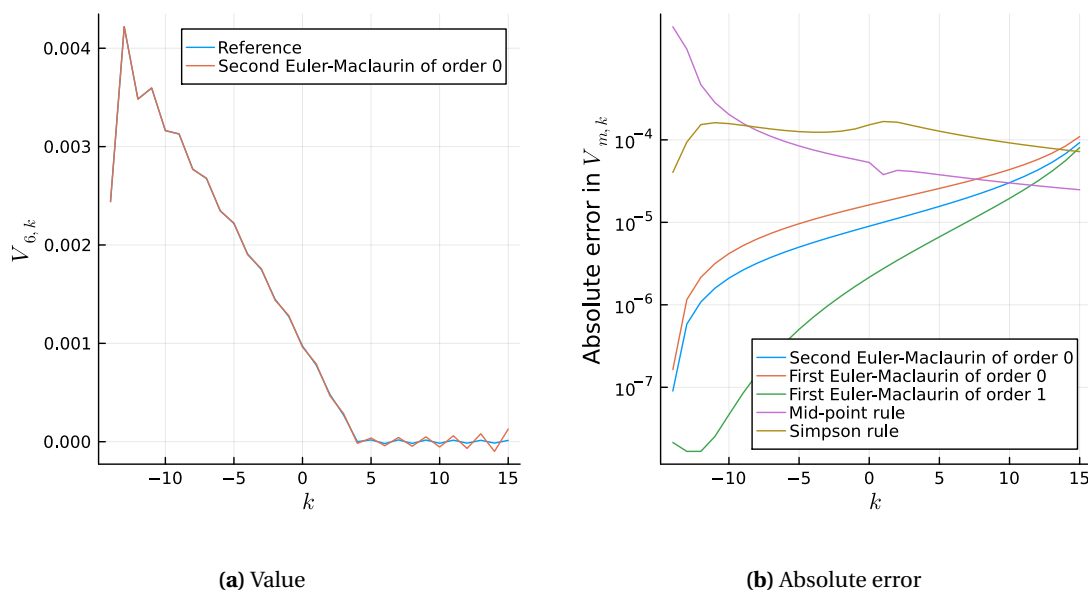 0.004
0.003
0.002
0.001
0.000
V6,k
−10
−5
0
5
10
15
k
Reference
Second Euler-Maclaurin of order 0
(a) Value
10−4
10−5
10−6
10−7
Absolute error in Vm,k
−10
−5
0
5
10
15
k
Second Euler-Maclaurin of order 0
First Euler-Maclaurin of order 0
First Euler-Maclaurin of order 1
Mid-point rule
Simpson rule
(b) Absolute error